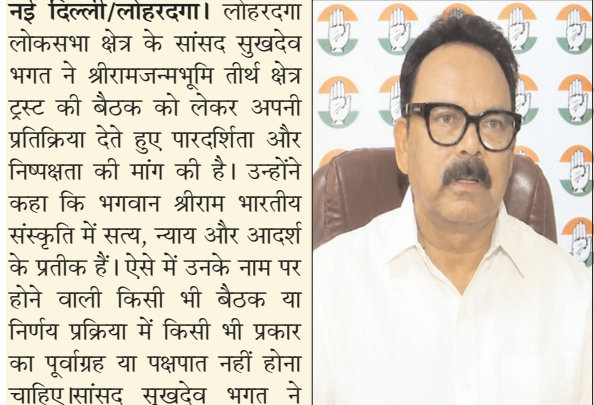 नई दिल्ली/लोहरदगा। लोहरदगा
लोकसभा क्षेत्र के सांसद सुखदेव
भगत ने श्रीरामजन्मभूमि तीर्थ क्षेत्र
ट्रस्ट की बैठक को लेकर अपनी
प्रतिक्रिया देते हुए पारदर्शिता और
निष्पक्षता की मांग की है। उन्होंने
कहा कि भगवान श्रीराम भारतीय
संस्कृति में सत्य, न्याय और आदर्श
के प्रतीक हैं। ऐसे में उनके नाम पर
होने वाली किसी भी बैठक या
निर्णय प्रक्रिया में किसी भी प्रकार
का पूर्वाग्रह या पक्षपात नहीं होना
चाहिए।सांसद सुखदेव भगत ने